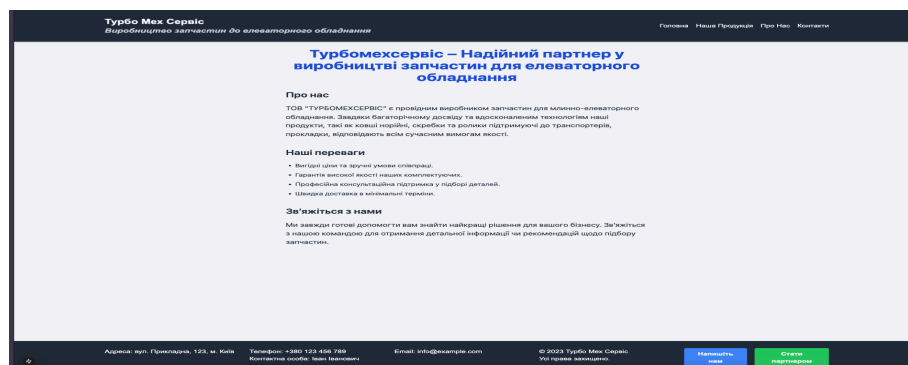 Турбо Мех Сервіс
Виробництво запчастин до елеваторного обладнання
Головна Наша Продукція Про Нас Контакти
Турбомехсервіс – Надійний партнер у
виробництві запчастин для елеваторного
обладнання
Про нас
ТОВ "ТУРБОМЕХСЕРВІС" є провідним виробником запчастин для млинно-елеваторного
обладнання. Завдяки багаторічному досвіду та вдосконаленим технологіям наші
продукти, такі як ковші норійні, скребки та ролики підтримуючі до транспортерів,
прокладки, відповідають всім сучасним вимогам якості.
Наші переваги
• Вигідні ціни та зручні умови співпраці.
• Гарантія високої якості наших комплектуючих.
• Професійна консультаційна підтримка у підборі деталей.
• Швидка доставка в мінімальні терміни.
Зв'яжіться з нами
Ми завжди готові допомогти вам знайти найкращі рішення для вашого бізнесу. Зв'яжіться
з нашою командою для отримання детальної інформації чи рекомендацій щодо підбору
запчастин.
Адреса: вул. Прикладна, 123, м. Київ
Телефон: +380 123 456 789
Контактна особа: Іван Іванович
Email: info@example.com
© 2023 Турбо Мех Сервіс
Усі права захищено.
Напишіть
нам
Стати
партнером